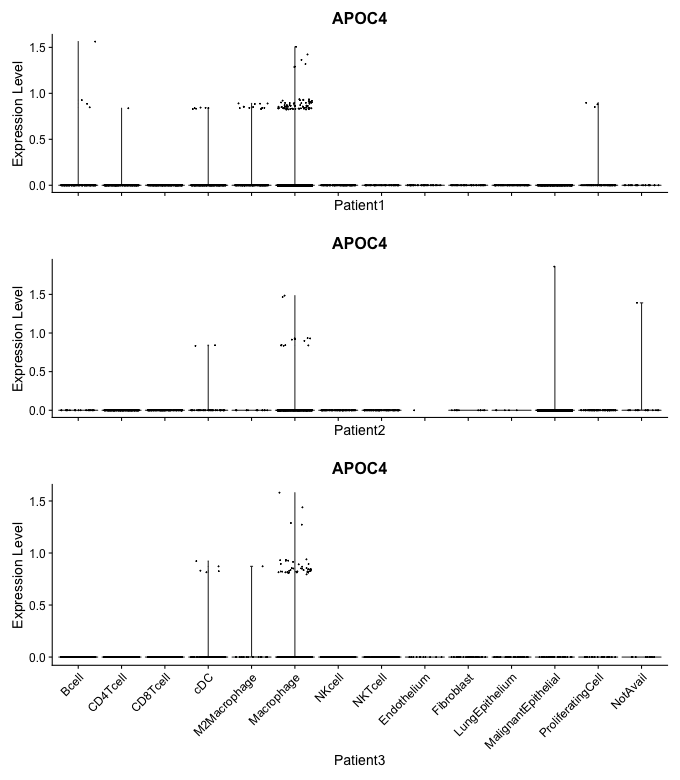 APOC4
Expression Level
1.5
1.0
0.5
0.0
Patient1
APOC4
Expression Level
1.5
1.0
0.5
0.0
Patient2
APOC4
Expression Level
1.5
1.0
0.5
0.0
Bcell
CD4Tcell
CD8Tcell
cDC
M2Macrophage
Macrophage
NKcell
NKTcell
Endothelium
Fibroblast
LungEpithelium
MalignantEpithelial
ProliferatingCell
NotAvail
Patient3